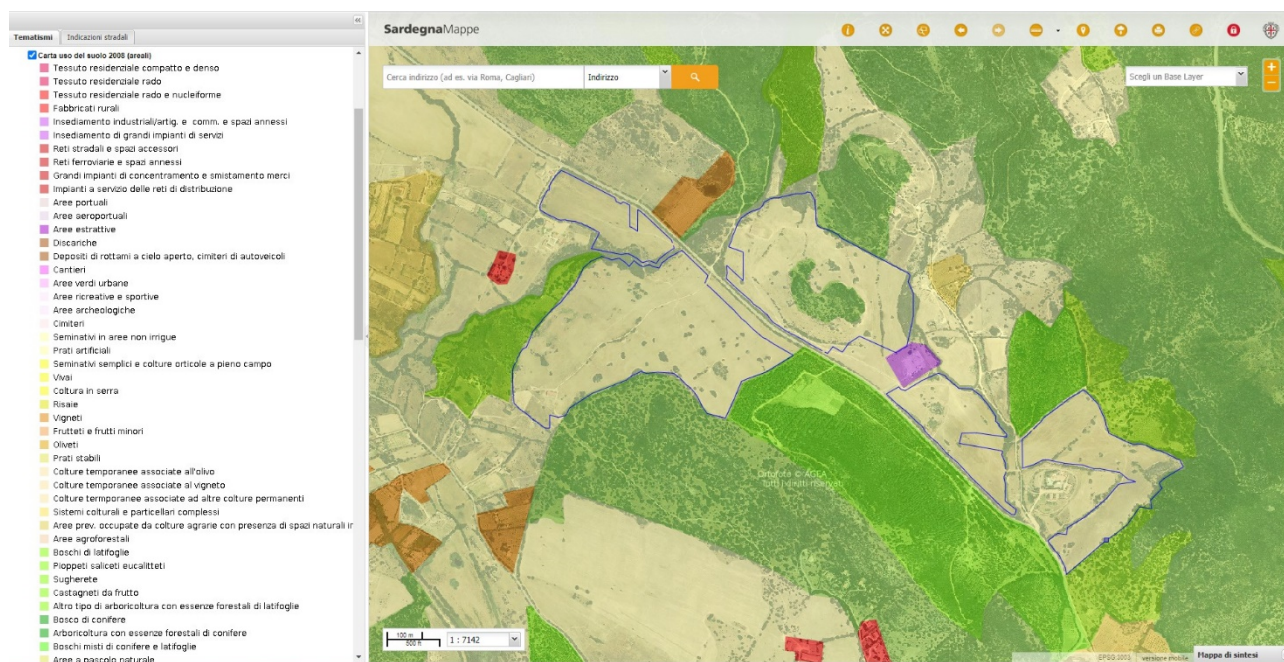 SardegnaMappe
Tematismi
Indicazioni stradali
Carta uso del suolo 2008 (areali)
Tessuto residenziale compatto e denso
Tessuto residenziale rado
Tessuto residenziale rado e nucleiforme
Fabbricati rurali
Insediamento industriali/artig. e comm. e spazi annessi
Insediamento di grandi impianti di servizi
Reti stradali e spazi accessori
Reti ferroviarie e spazi annessi
Grandi impianti di concentramento e smistamento merci
Impianti a servizio delle reti di distribuzione
Aree portuali
Aree aeroportuali
Aree estrattive
Discariche
Depositi di rottami a cielo aperto, cimiteri di autoveicoli
Cantieri
Aree verdi urbane
Aree ricreative e sportive
Aree archeologiche
Cimiteri
Seminativi in aree non irrigue
Prati artificiali
Seminativi semplici e colture orticole a pieno campo
Vivai
Coltura in serra
Risaie
Vigneti
Frutteti e frutti minori
Oliveti
Prati stabili
Colture temporanee associate all'olivo
Colture temporanee associate al vigneto
Colture temporanee associate ad altre colture permanenti
Sistemi colturali e particellari complessi
Aree prev. occupate da colture agrarie con presenza di spazi naturali ir
Aree agroforestali
Boschi di latifoglie
Pioppeti saliceti eucalitteti
Sugherete
Castagneti da frutto
Altro tipo di arboricoltura con essenze forestali di latifoglie
Bosco di conifere
Arboricoltura con essenze forestali di conifere
Boschi misti di conifere e latifoglie
Aree a pascolo naturale
Cerca indirizzo (ad es. via Roma, Cagliari)
Indirizzo
Scegli un Base Layer
+
−
Ortofoto © AGEA
Tutti i diritti riservati
100 m
500 ft
1 : 7142
EPSG 3003
versione mobile
Mappa di sintesi